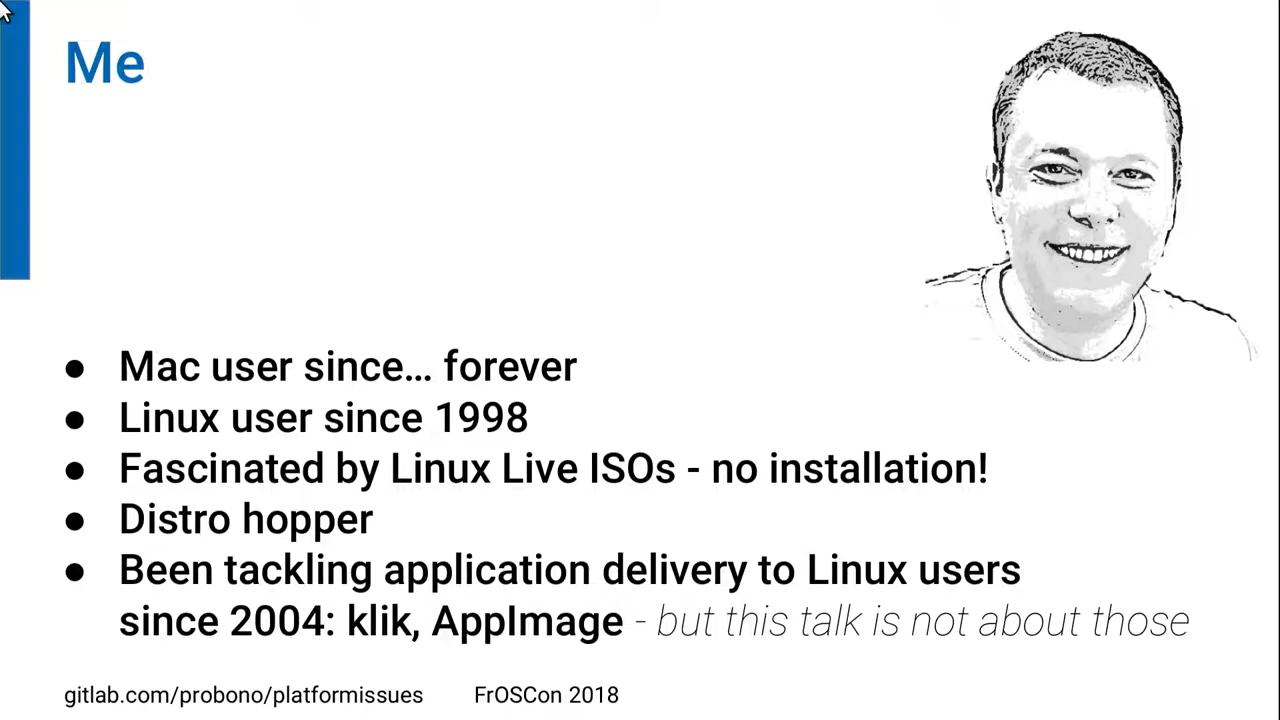 Me
● Mac user since... forever
● Linux user since 1998
● Fascinated by Linux Live ISOs - no installation!
● Distro hopper
● Been tackling application delivery to Linux users
since 2004: klik, AppImage - but this talk is not about those
gitlab.com/probono/platformissues FrOSCon 2018